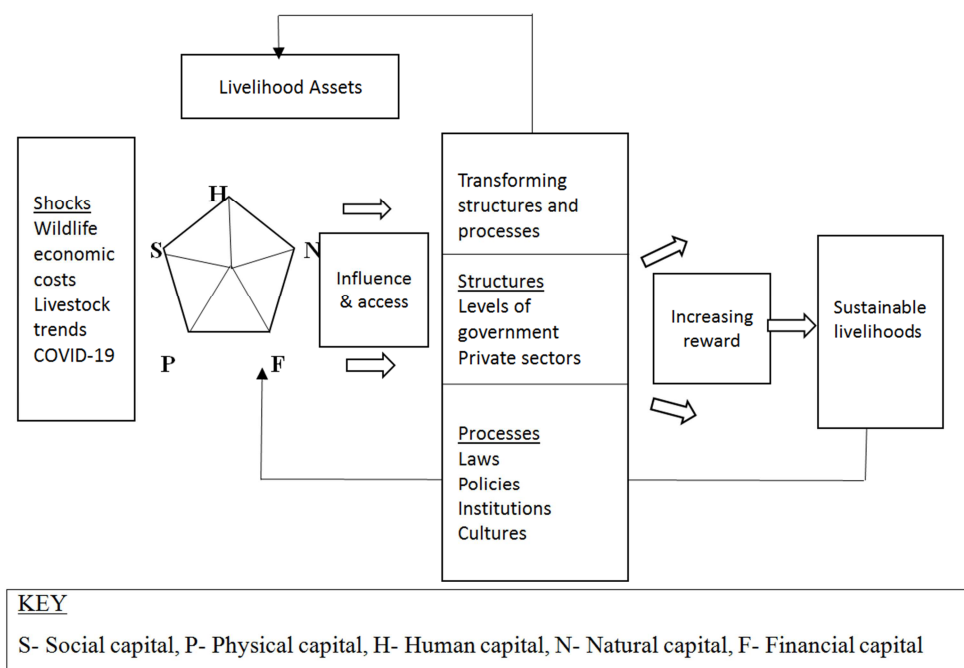 Livelihood Assets
Shocks
Wildlife
economic
costs
Livestock
trends
COVID-19
H
S
N
P
F
Influence
& access
Transforming
structures and
processes
Structures
Levels of
government
Private sectors
Processes
Laws
Policies
Institutions
Cultures
Increasing
reward
Sustainable
livelihoods
KEY
S- Social capital, P- Physical capital, H- Human capital, N- Natural capital, F- Financial capital